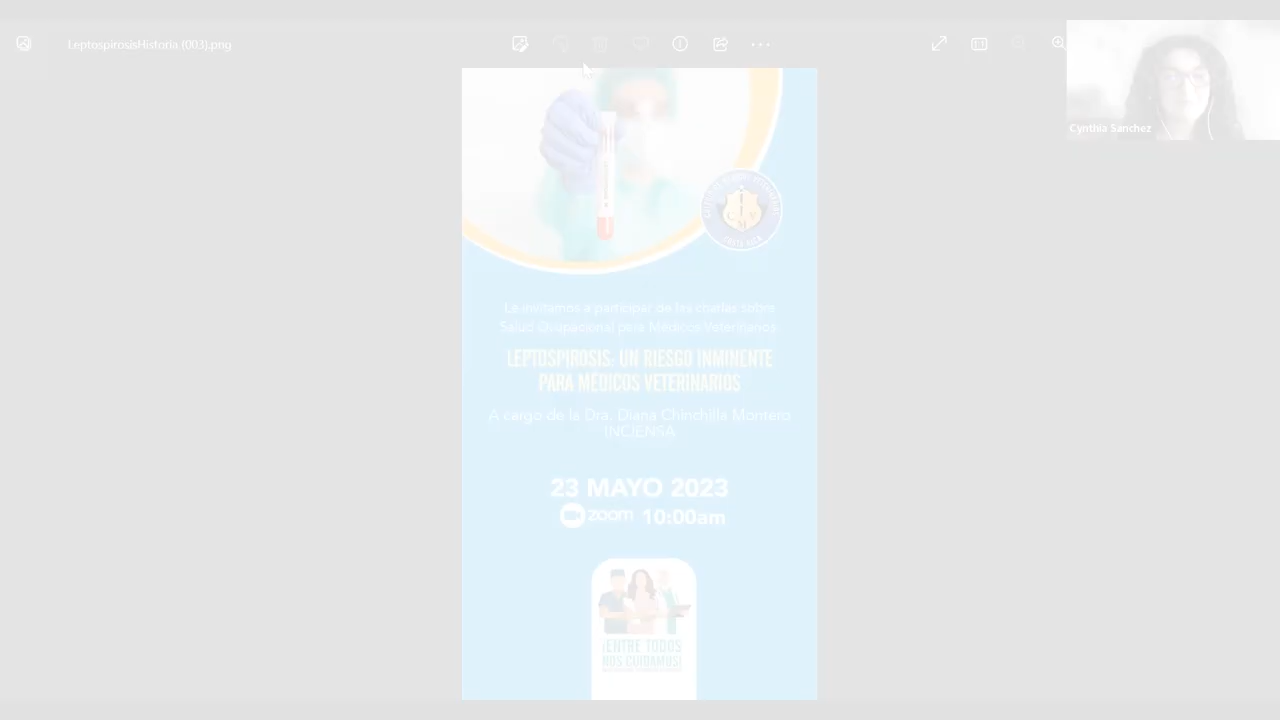 LeptospirosisHistoria (003).png
Cynthia Sanchez
COSTA RICA
Le invitamos a participar de las charlas sobre
Salud Ocupacional para Médicos Veterinarios
LEPTOSPIROSIS: UN RIESGO INMINENTE
PARA MÉDICOS VETERINARIOS
A cargo de la Dra. Diana Chinchilla Montero
INCIENSA
23 MAYO 2023
zoom 10:00am
¡ENTRE TODOS
NOS CUIDAMOS!